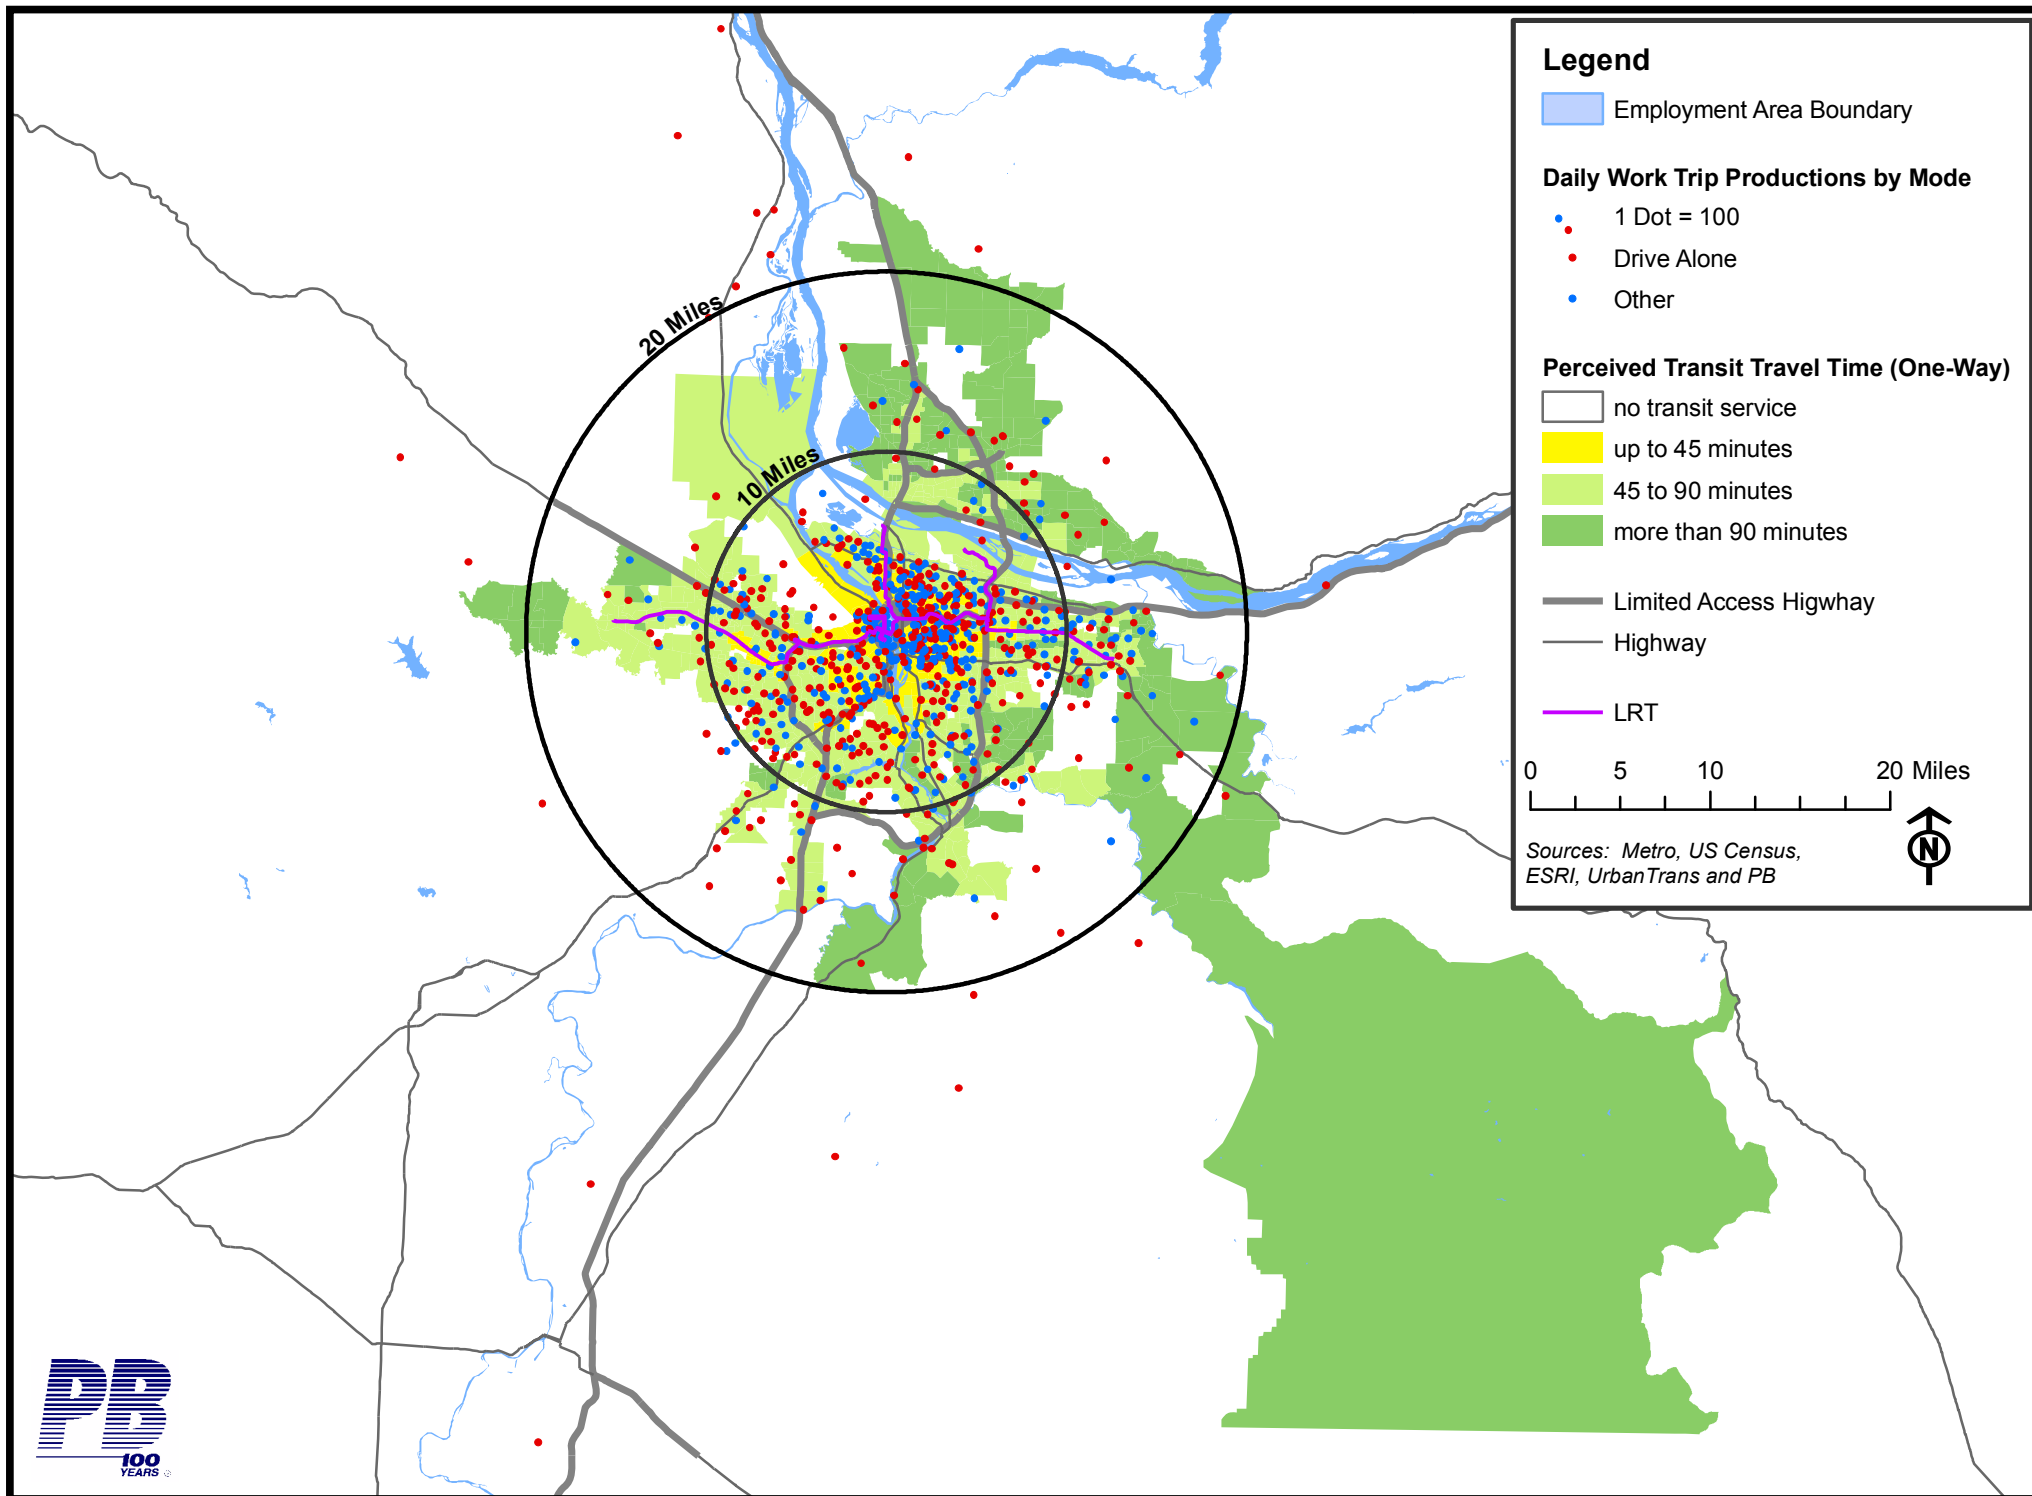 20 Miles
10 Miles
Legend
Employment Area Boundary
Daily Work Trip Productions by Mode
1 Dot = 100
Drive Alone
Other
Perceived Transit Travel Time (One-Way)
no transit service
up to 45 minutes
45 to 90 minutes
more than 90 minutes
Limited Access Higwhay
Highway
LRT
0 5 10 20 Miles
N
Sources: Metro, US Census,
ESRI, UrbanTrans and PB
PB
100
YEARS